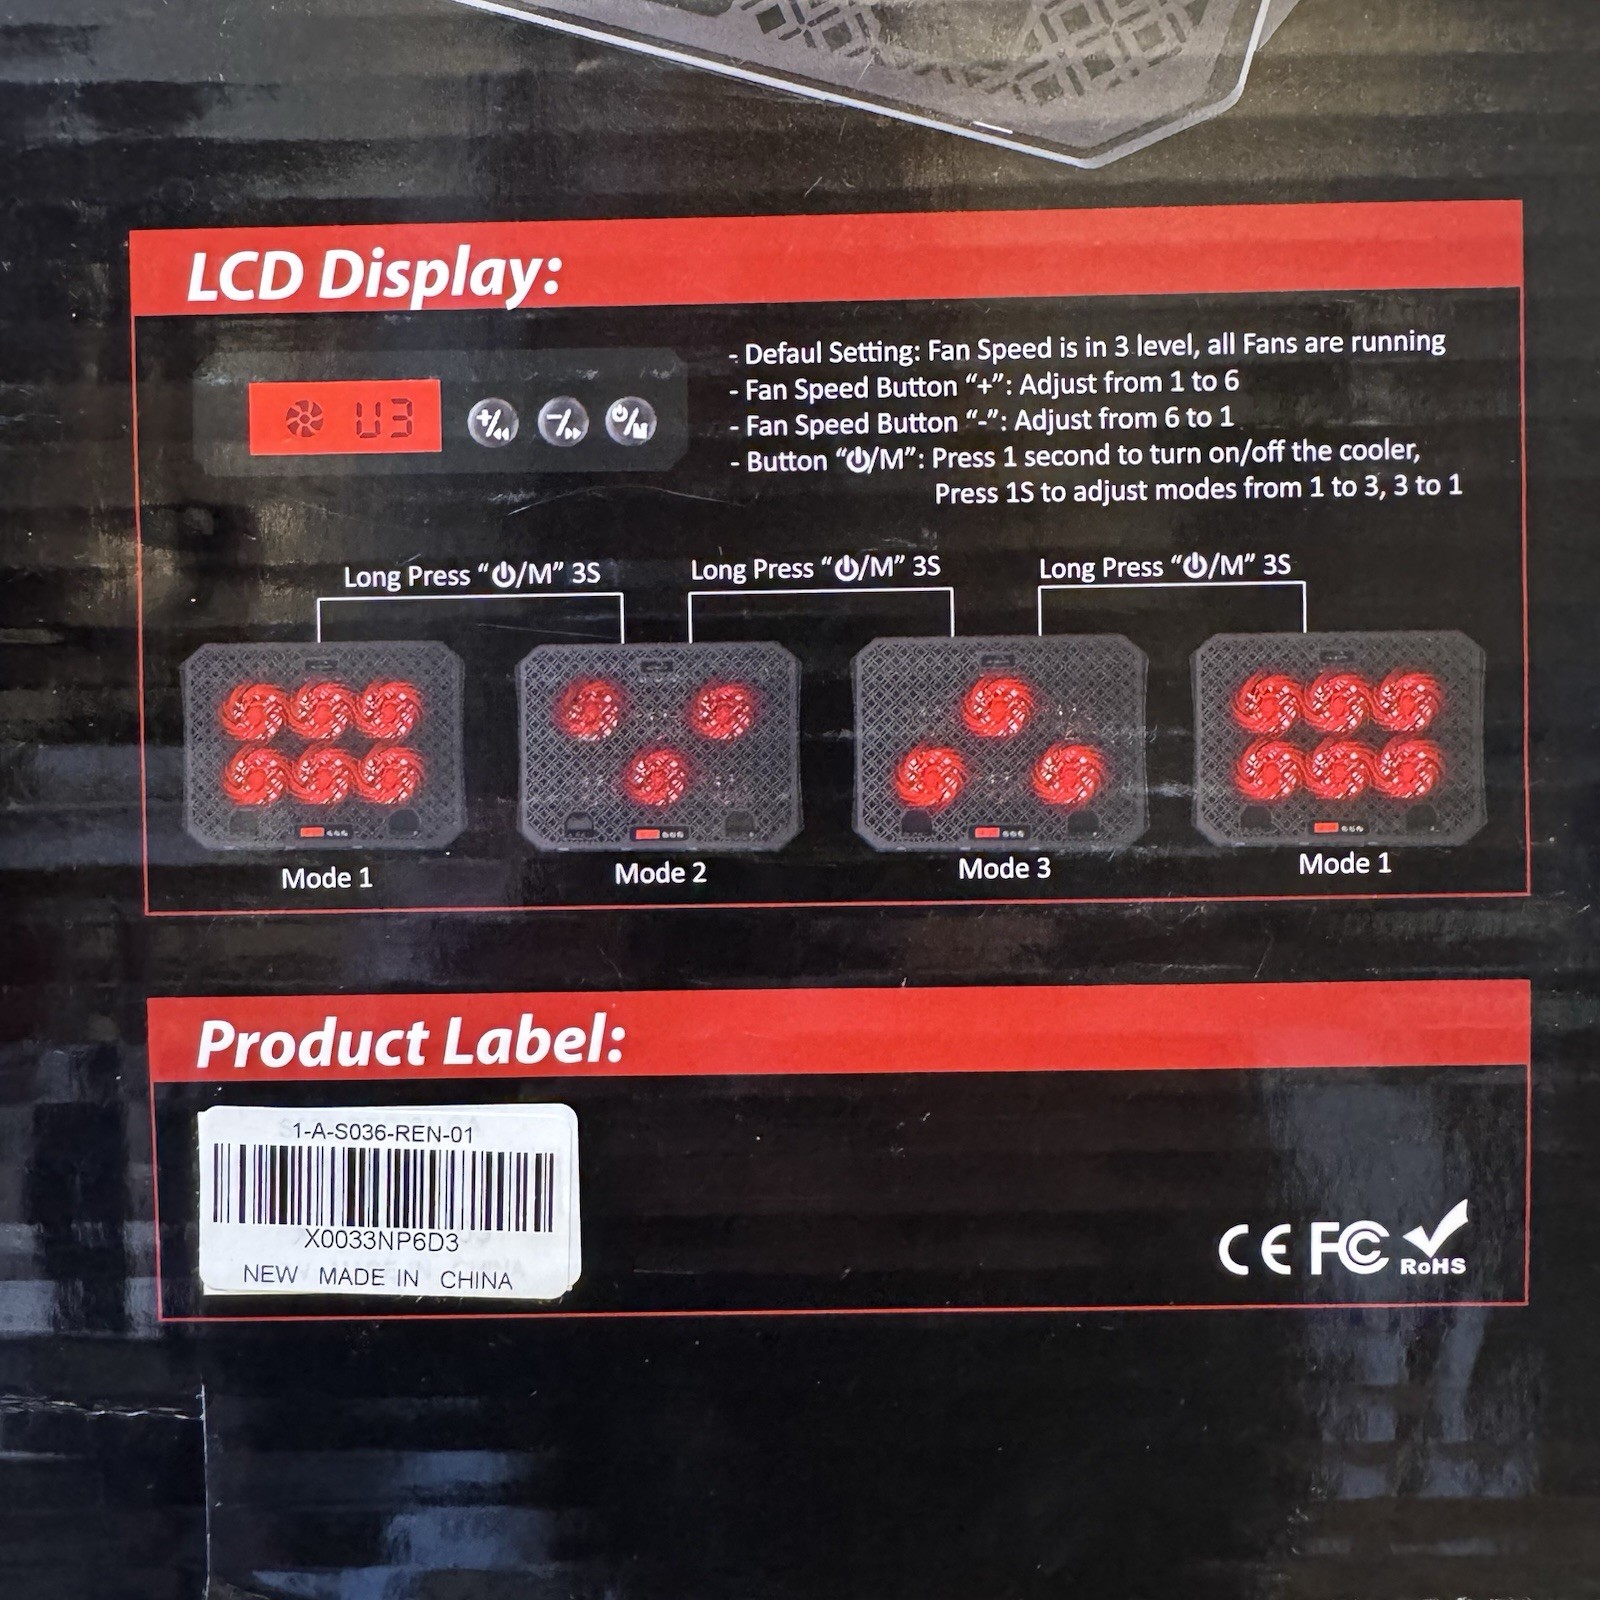 LCD Display:
U3
- Defaul Setting: Fan Speed is in 3 level, all Fans are running
- Fan Speed Button “+”: Adjust from 1 to 6
- Fan Speed Button “-”: Adjust from 6 to 1
- Button “⏻/M”: Press 1 second to turn on/off the cooler,
Press 1S to adjust modes from 1 to 3, 3 to 1
Long Press “⏻/M” 3S
Long Press “⏻/M” 3S
Long Press “⏻/M” 3S
Mode 1
Mode 2
Mode 3
Mode 1
Product Label:
1-A-S036-REN-01
X0033NP6D3
NEW MADE IN CHINA
CE FC RoHS